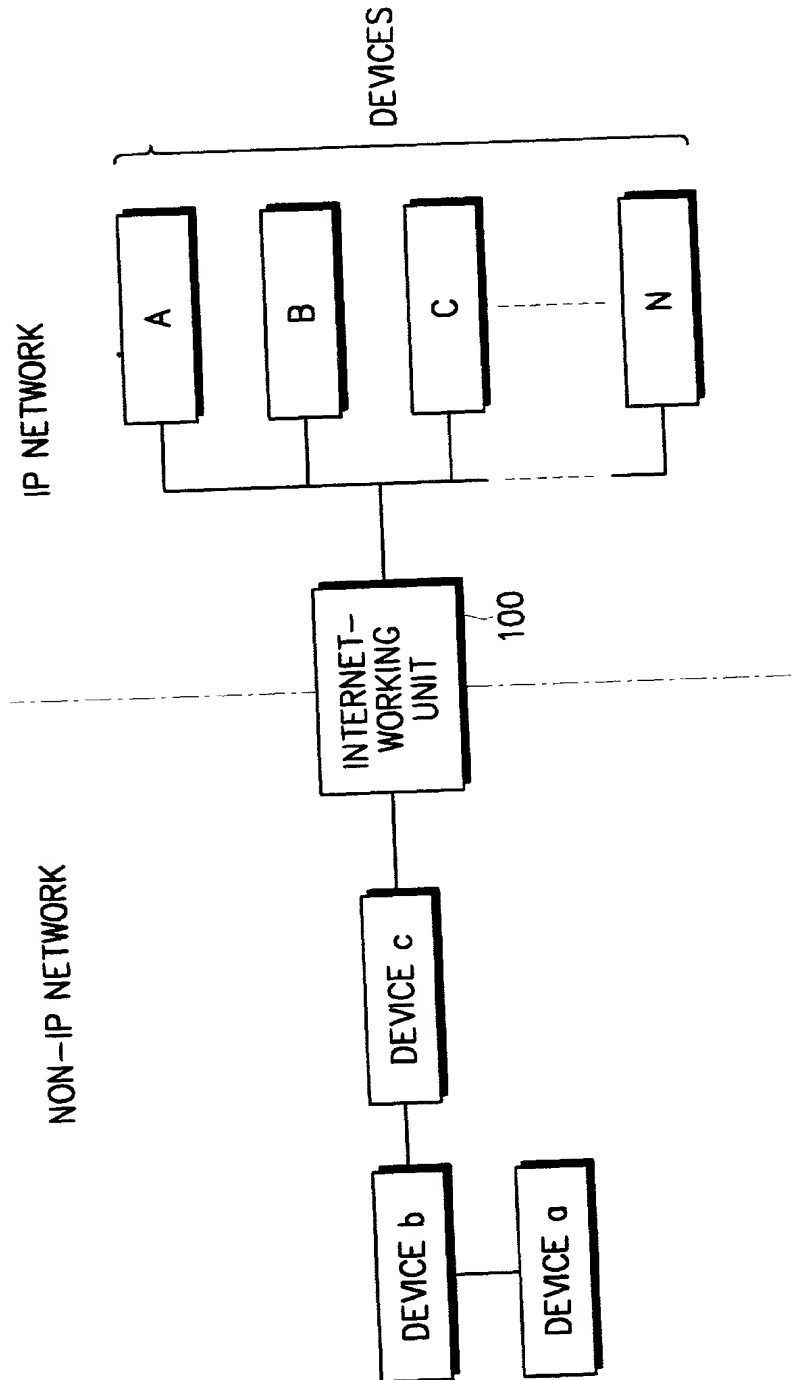 NON-IP NETWORK
IP NETWORK
DEVICE b
DEVICE a
DEVICE c
INTERNET-
WORKING
UNIT
100
A
B
C
N
DEVICES